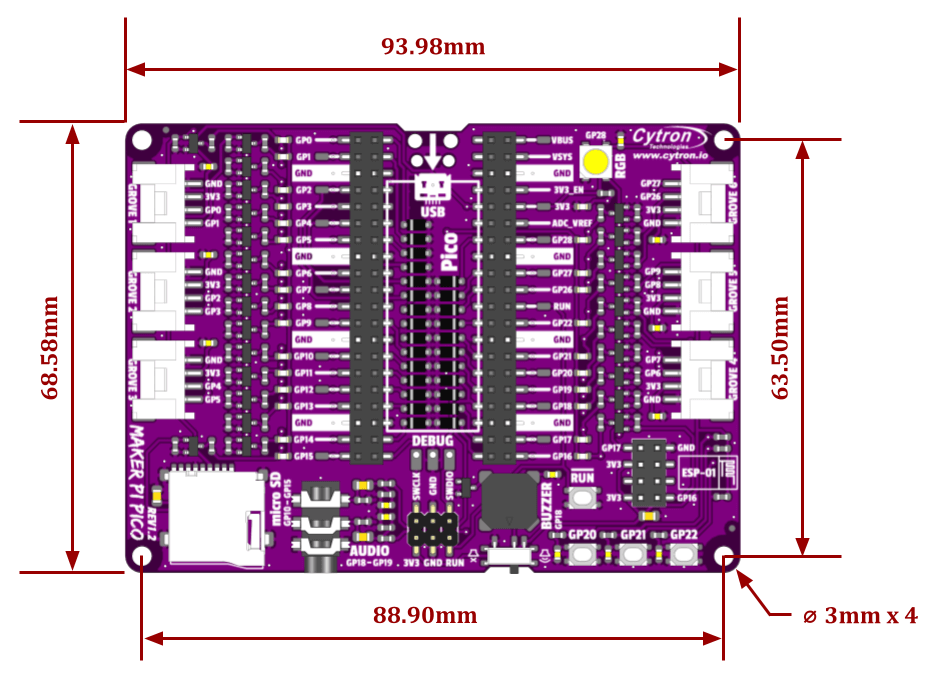 93.98mm
GP28
Cytron
Technologies
www.cytron.io
RGB
GP0
GP1
GND
GP2
GP3
GP4
GP5
GND
GP6
GP7
GP8
GP9
GND
GP10
GP11
GP12
GP13
GND
GP14
GP15
USB
Pico
DEBUG
VBUS
VSYS
GND
3V3_EN
3V3
ADC_VREF
GP28
GND
GP27
GP26
RUN
GP22
GND
GP21
GP20
GP19
GP18
GND
GP17
GP16
GROVE 1
GND
3V3
GP0
GP1
GROVE 2
GND
3V3
GP2
GP3
GROVE 3
GND
3V3
GP4
GP5
GP27
GP26
3V3
GND
GROVE 6
GP9
GP8
3V3
GND
GROVE 5
GP7
GP6
3V3
GND
GROVE 4
68.58mm
63.50mm
MAKER PI PICO
REV1.2
micro SD
GP10-GP15
SWCLK
GND
SWDIO
BUZZER
GP18
RUN
GP17
GND
3V3
3V3
GP16
ESP-01
GP20
GP21
GP22
AUDIO
GP18-GP19
3V3 GND RUN
88.90mm
⌀ 3mm x 4